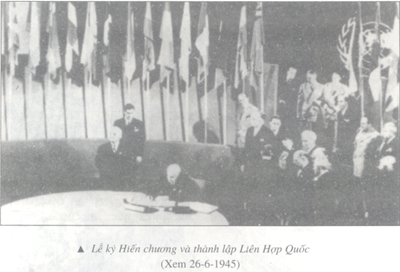 ▲ Lễ ký Hiến chương và thành lập Liên Hợp Quốc
(Xem 26-6-1945)